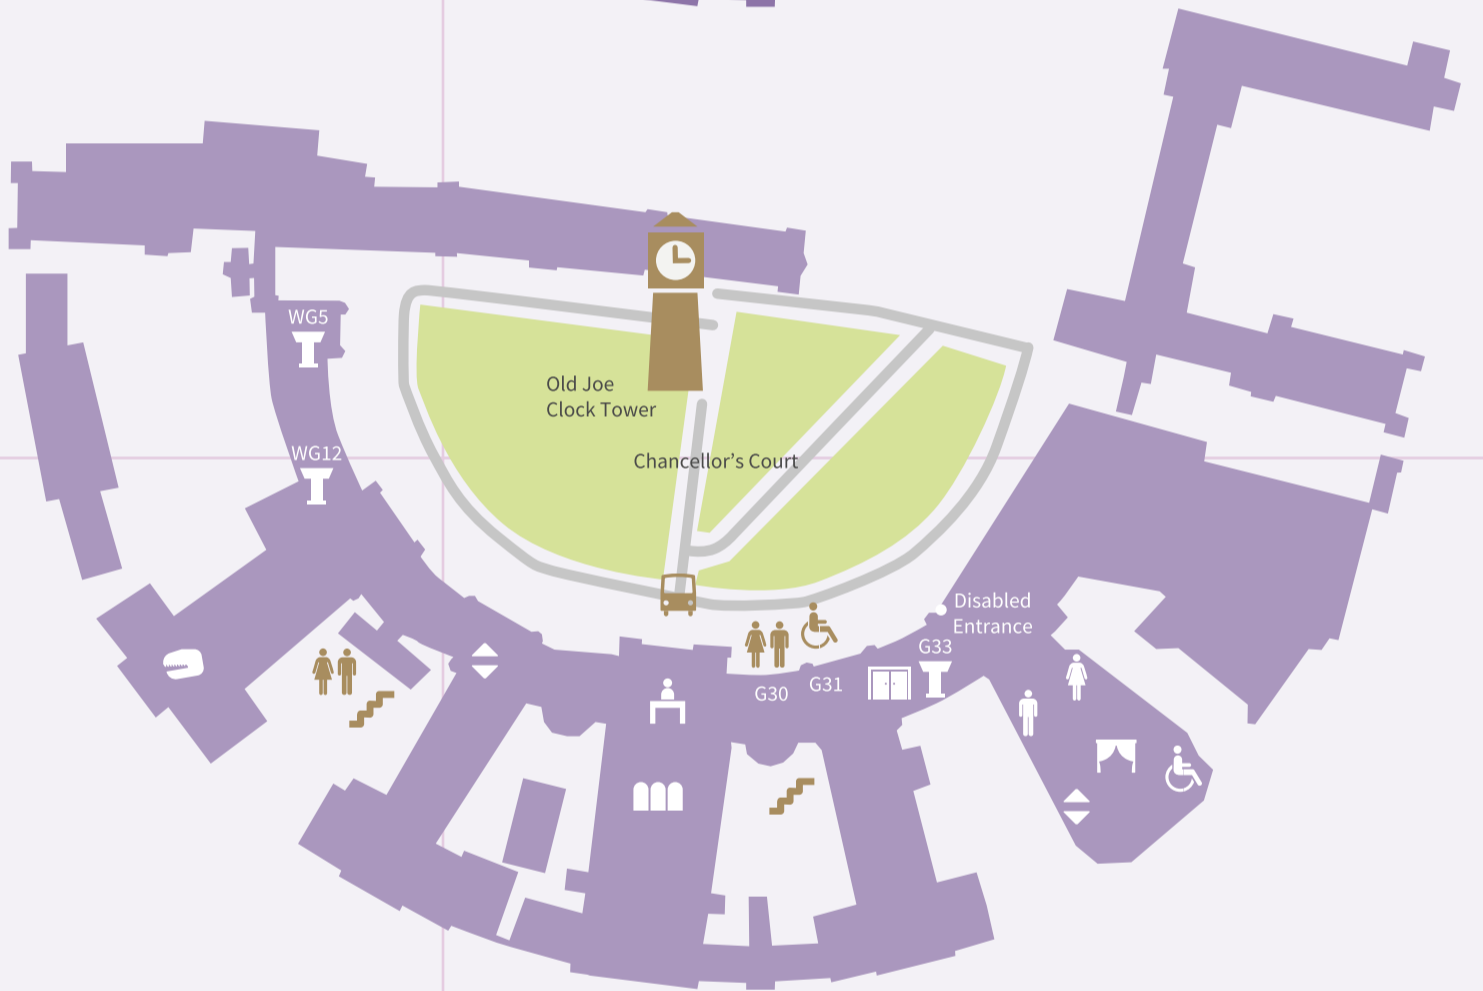 WG5
Old Joe
Clock Tower
WG12
Chancellor’s Court
Disabled
Entrance
G33
G30
G31